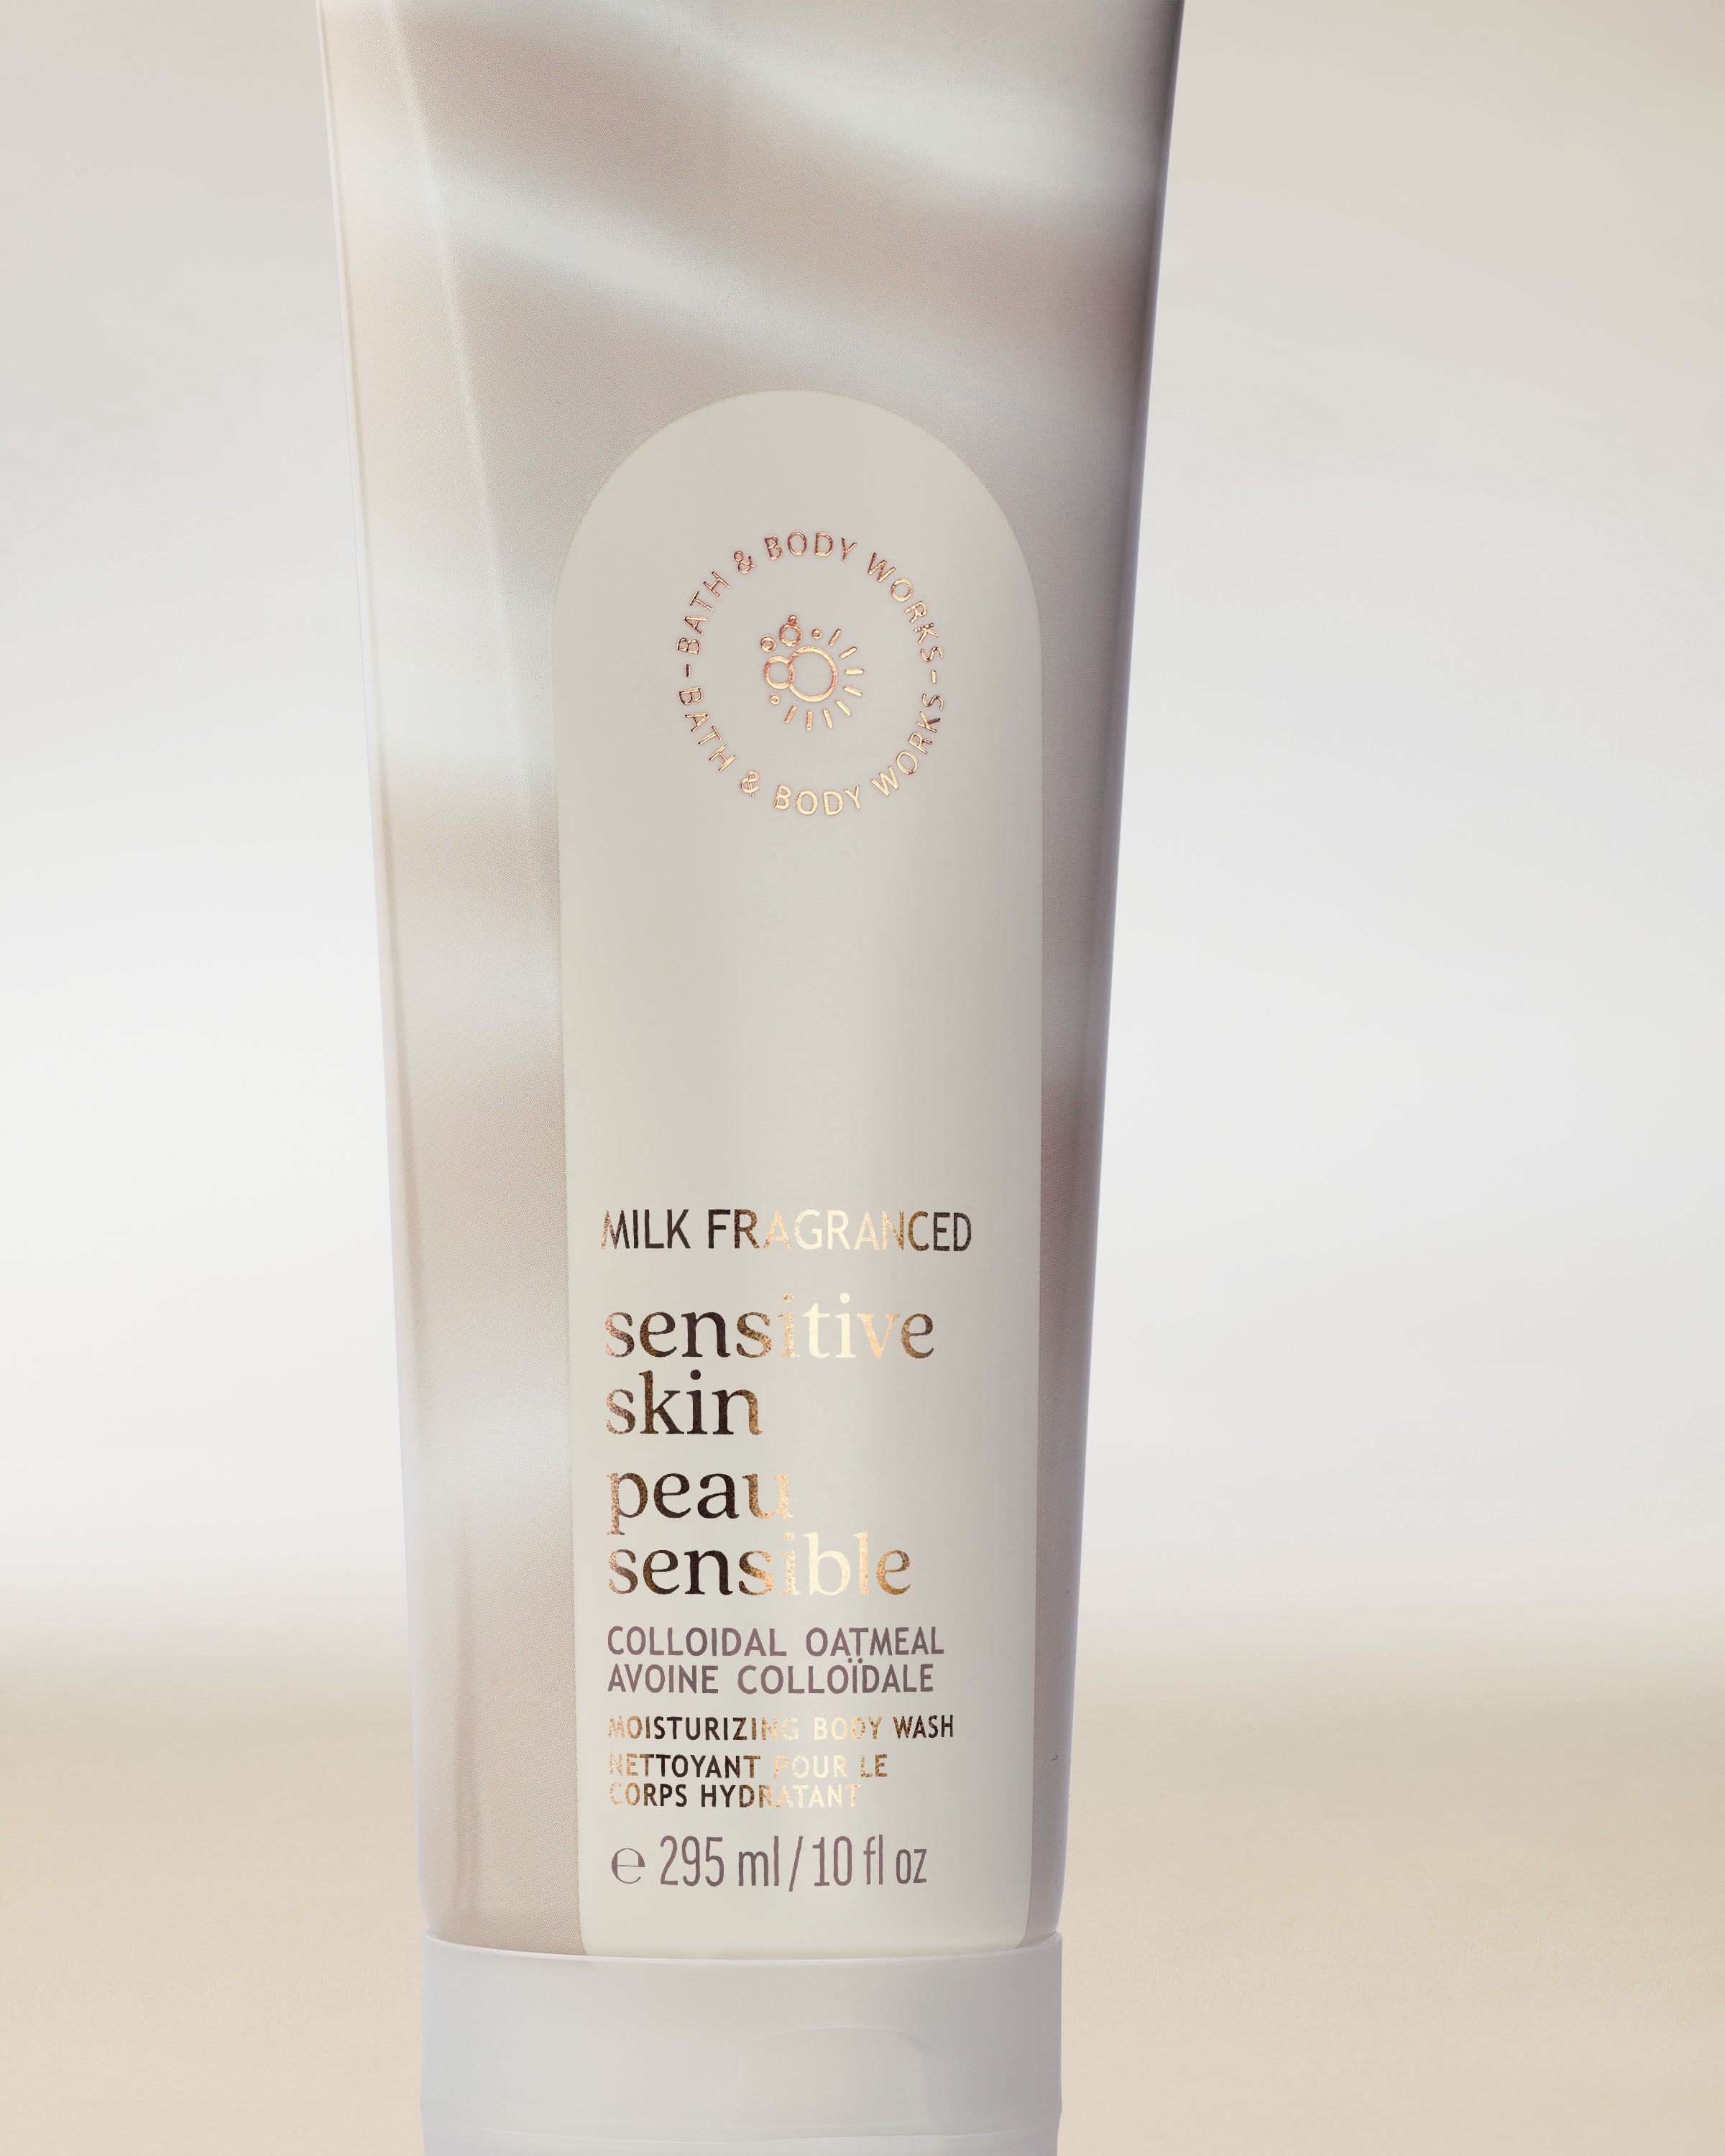 BATH & BODY WORKS - BATH & BODY WORKS -
MILK FRAGRANCED
sensitive
skin
peau
sensible
COLLOIDAL OATMEAL
AVOINE COLLOÏDALE
MOISTURIZING BODY WASH
NETTOYANT POUR LE
CORPS HYDRATANT
℮ 295 ml / 10 fl oz